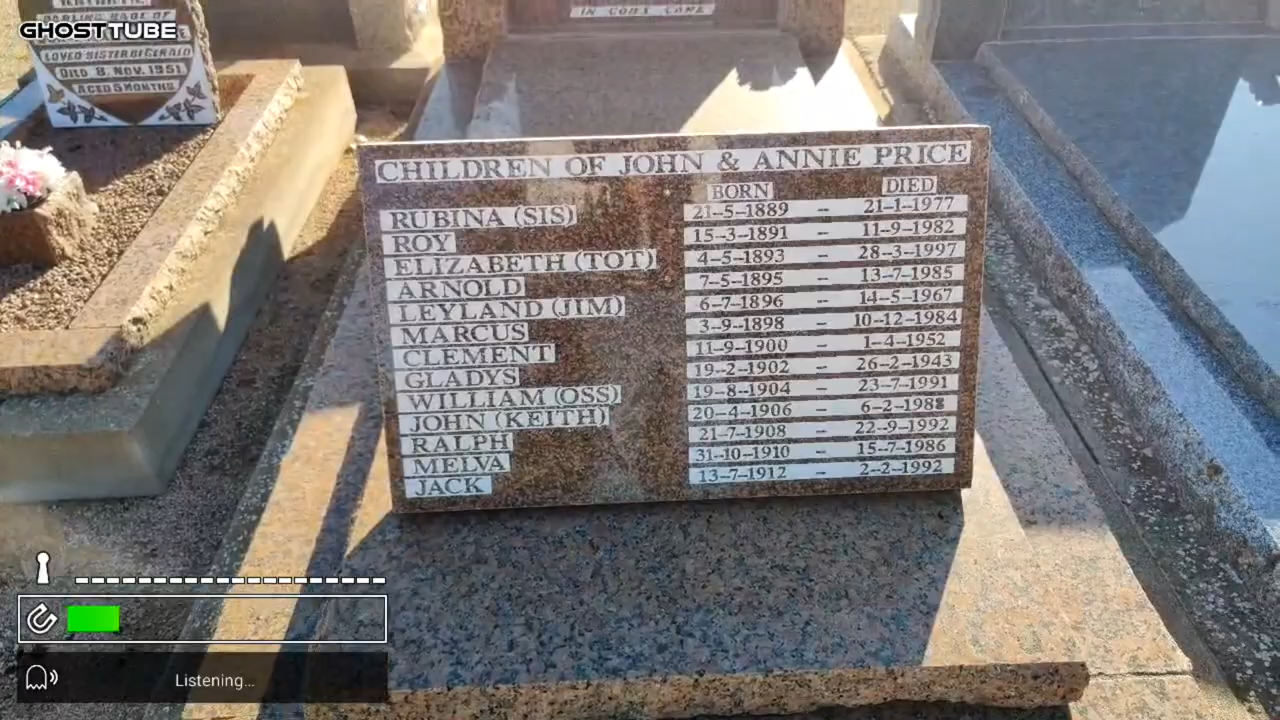 GHOSTTUBE
DARLING BABE OF
LOVED SISTER OF GERALD
DIED 8. NOV. 1951.
AGED 5 MONTHS.
CHILDREN OF JOHN & ANNIE PRICE
BORN DIED
RUBINA (SIS) 21-5-1889 - 21-1-1977
ROY 15-3-1891 - 11-9-1982
ELIZABETH (TOT) 4-5-1893 - 28-3-1997
ARNOLD 7-5-1895 - 13-7-1985
LEYLAND (JIM) 6-7-1896 - 14-5-1967
MARCUS 3-9-1898 - 10-12-1984
CLEMENT 11-9-1900 - 1-4-1952
GLADYS 19-2-1902 - 26-2-1943
WILLIAM (OSS) 19-8-1904 - 23-7-1991
JOHN (KEITH) 20-4-1906 - 6-2-1988
RALPH 21-7-1908 - 22-9-1992
MELVA 31-10-1910 - 15-7-1986
JACK 13-7-1912 - 2-2-1992
Listening...